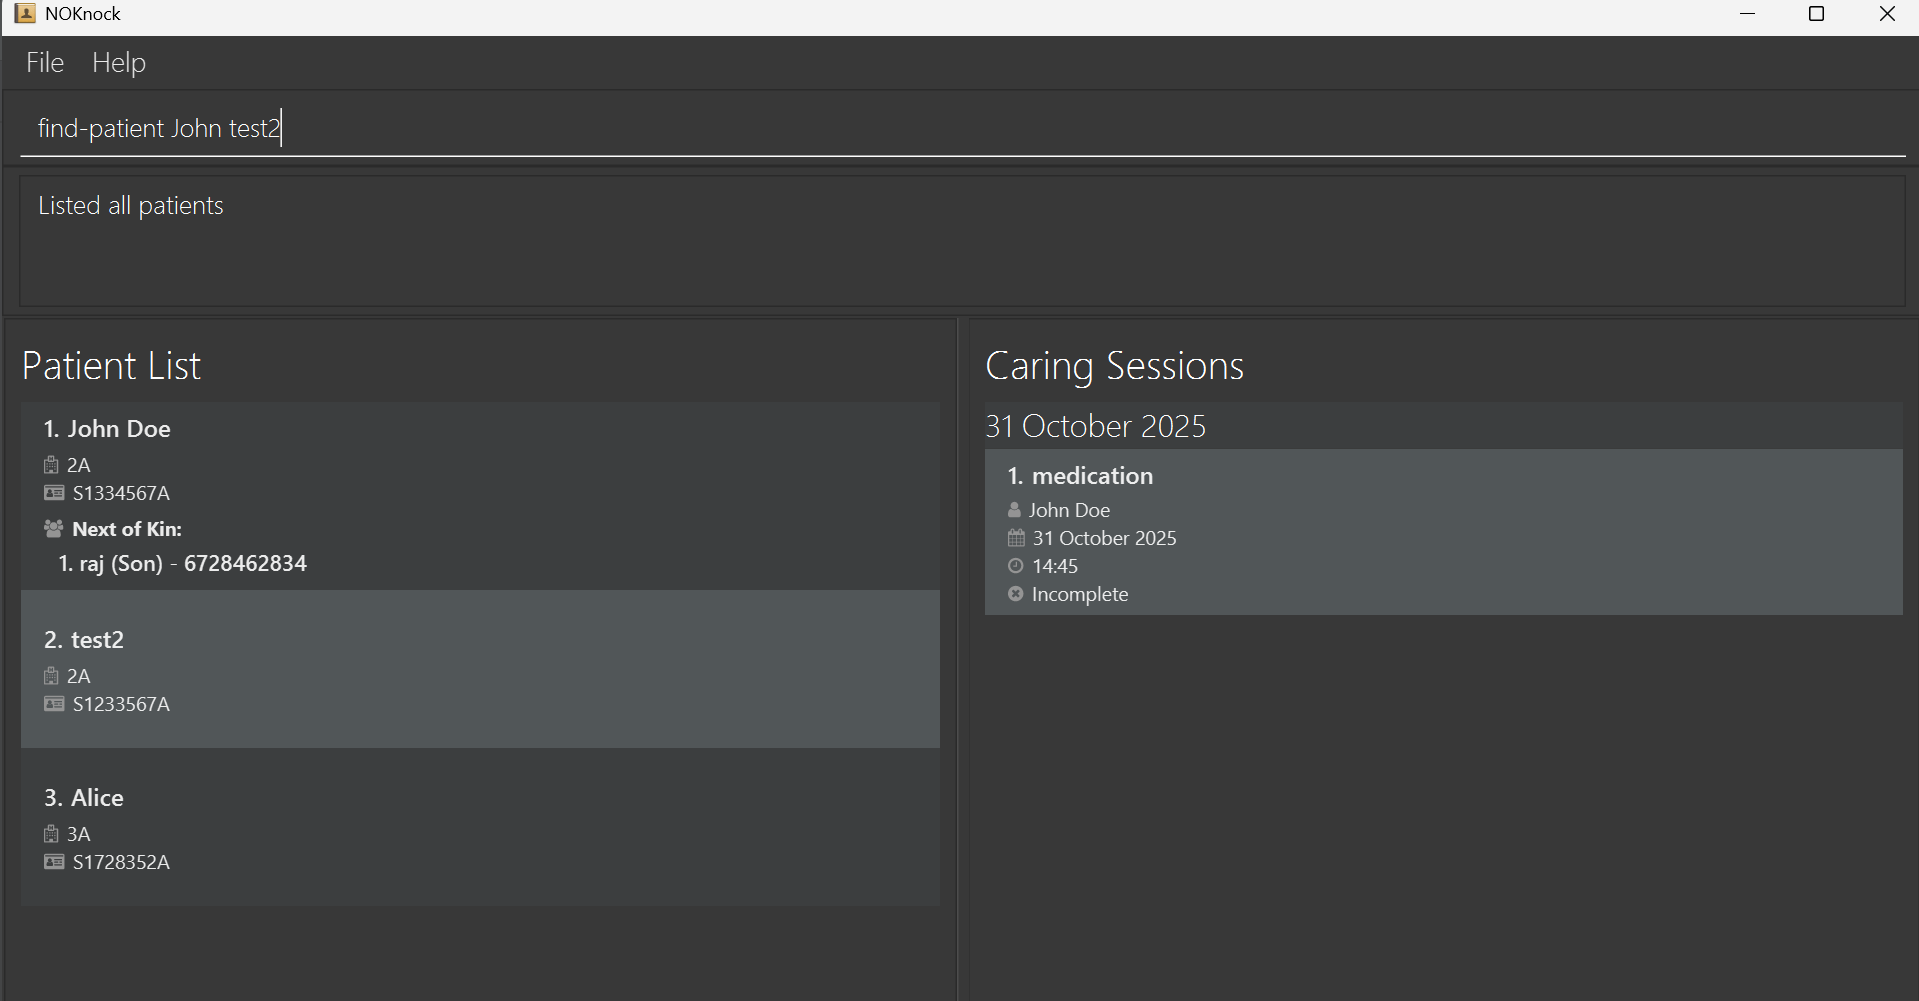 NOKnock
File Help
find-patient John test2
Listed all patients
Patient List
1. John Doe
2A
S1334567A
Next of Kin:
1. raj (Son) - 6728462834
2. test2
2A
S1233567A
3. Alice
3A
S1728352A
Caring Sessions
31 October 2025
1. medication
John Doe
31 October 2025
14:45
Incomplete